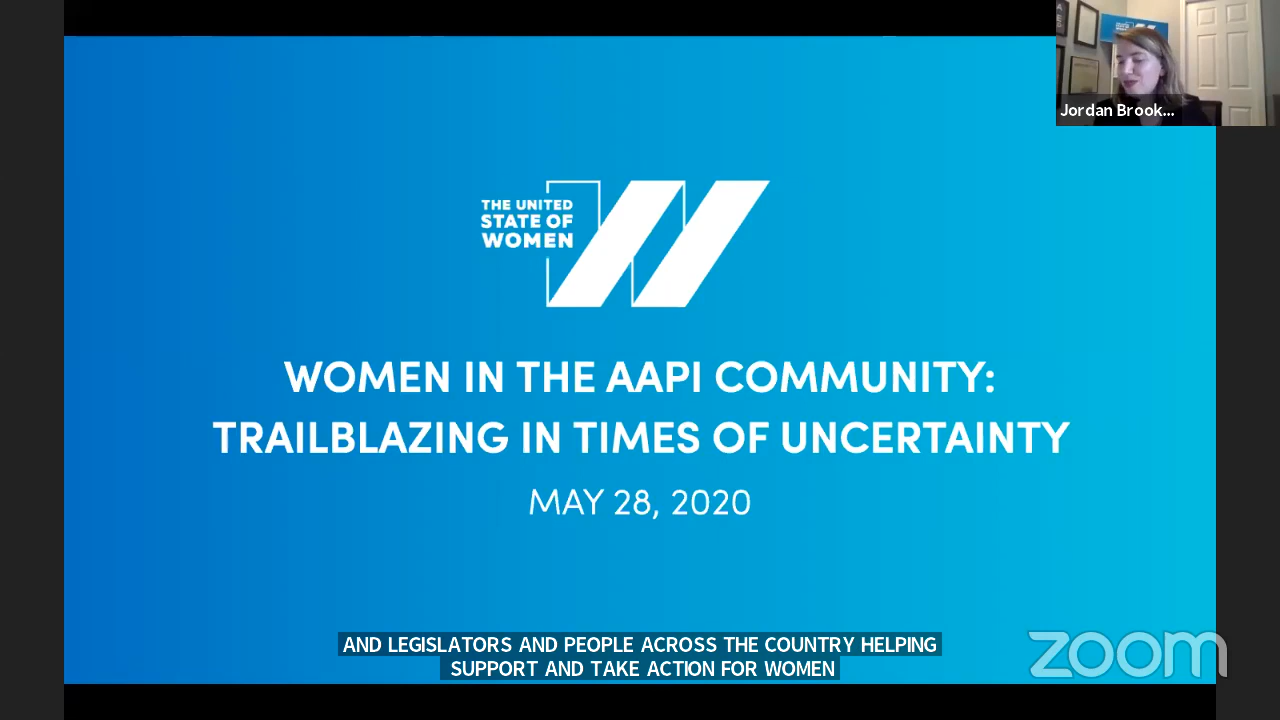 Jordan Brook...
THE UNITED
STATE OF
WOMEN
WOMEN IN THE AAPI COMMUNITY:
TRAILBLAZING IN TIMES OF UNCERTAINTY
MAY 28, 2020
AND LEGISLATORS AND PEOPLE ACROSS THE COUNTRY HELPING
SUPPORT AND TAKE ACTION FOR WOMEN
zoom